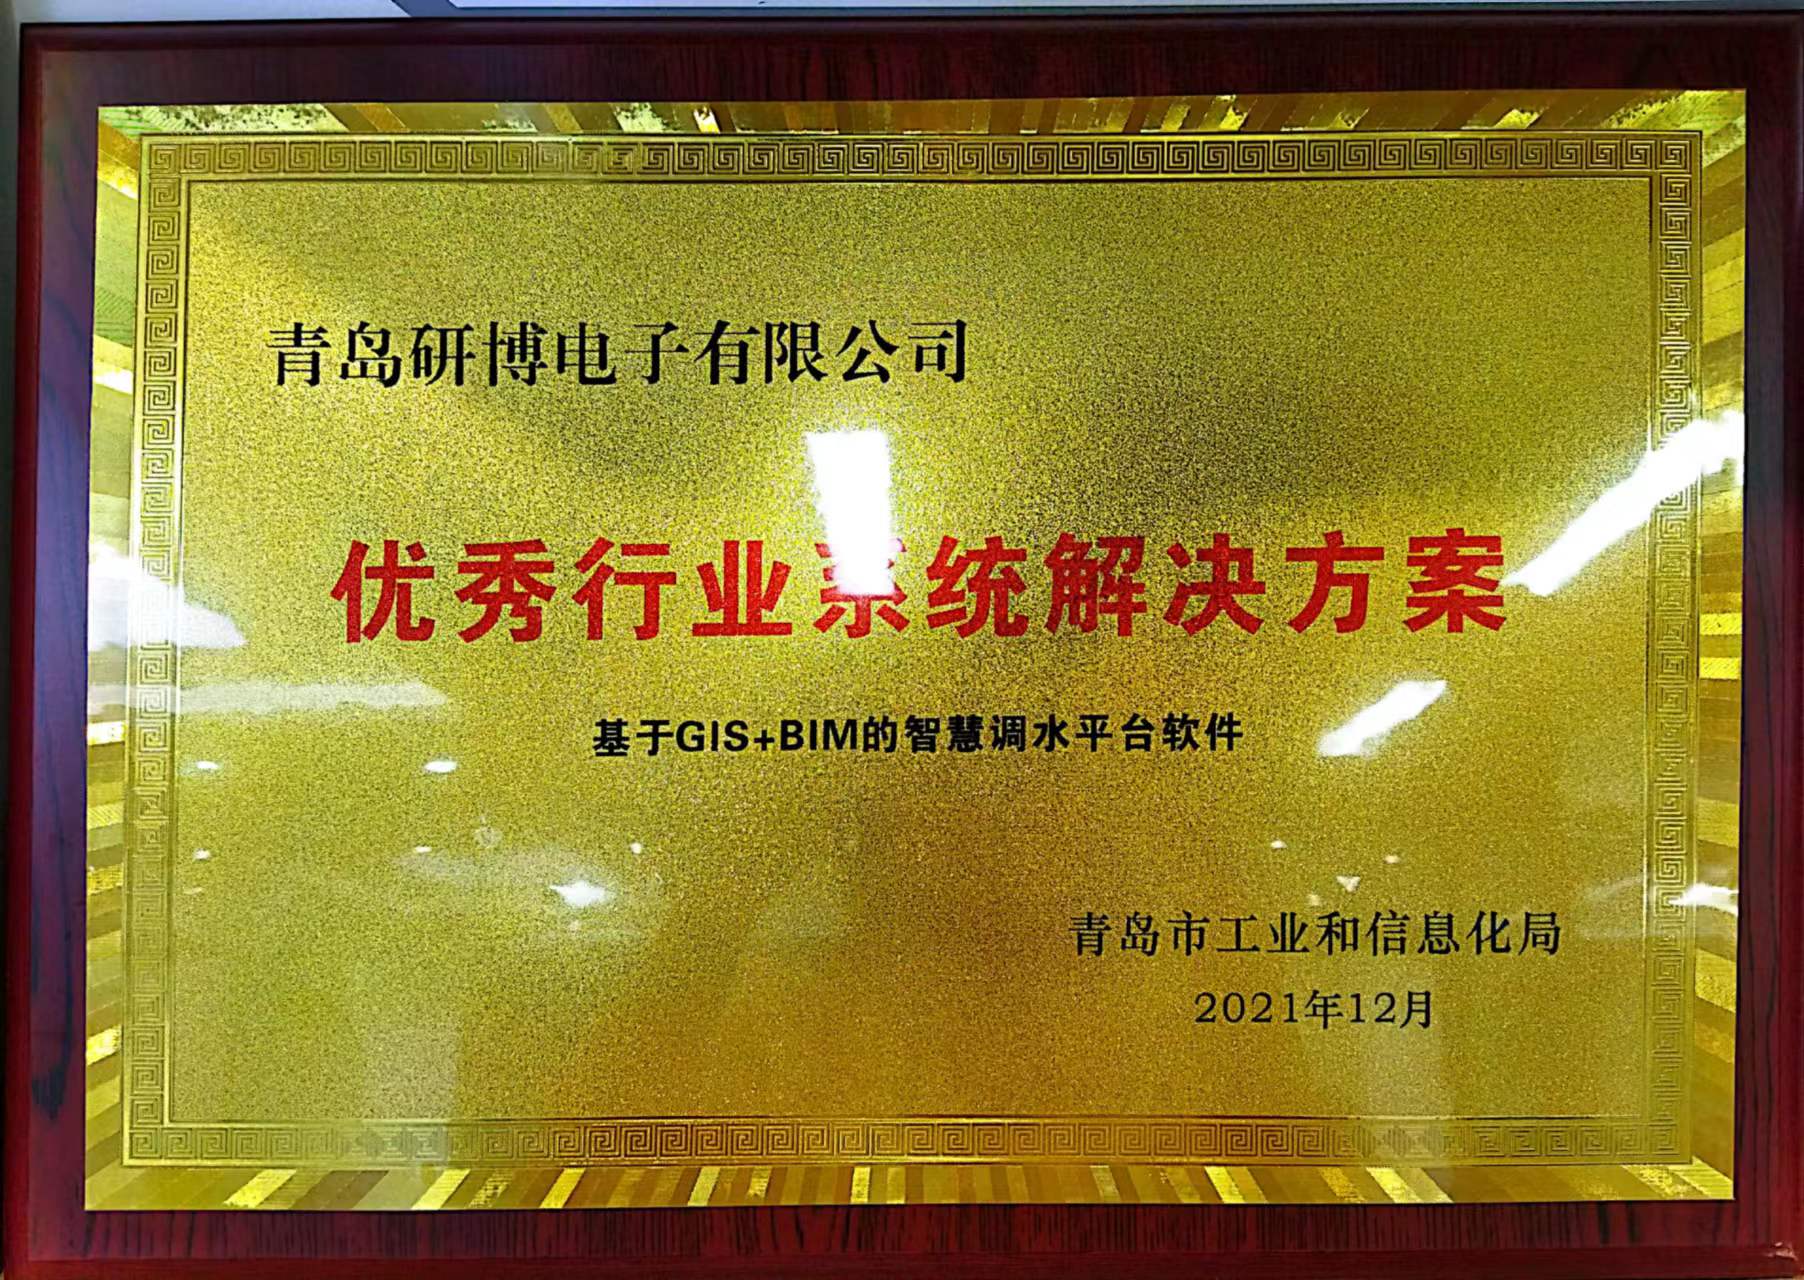 青岛研博电子有限公司
优秀行业系统解决方案
基于GIS+BIM的智慧调水平台软件
青岛市工业和信息化局
2021年12月